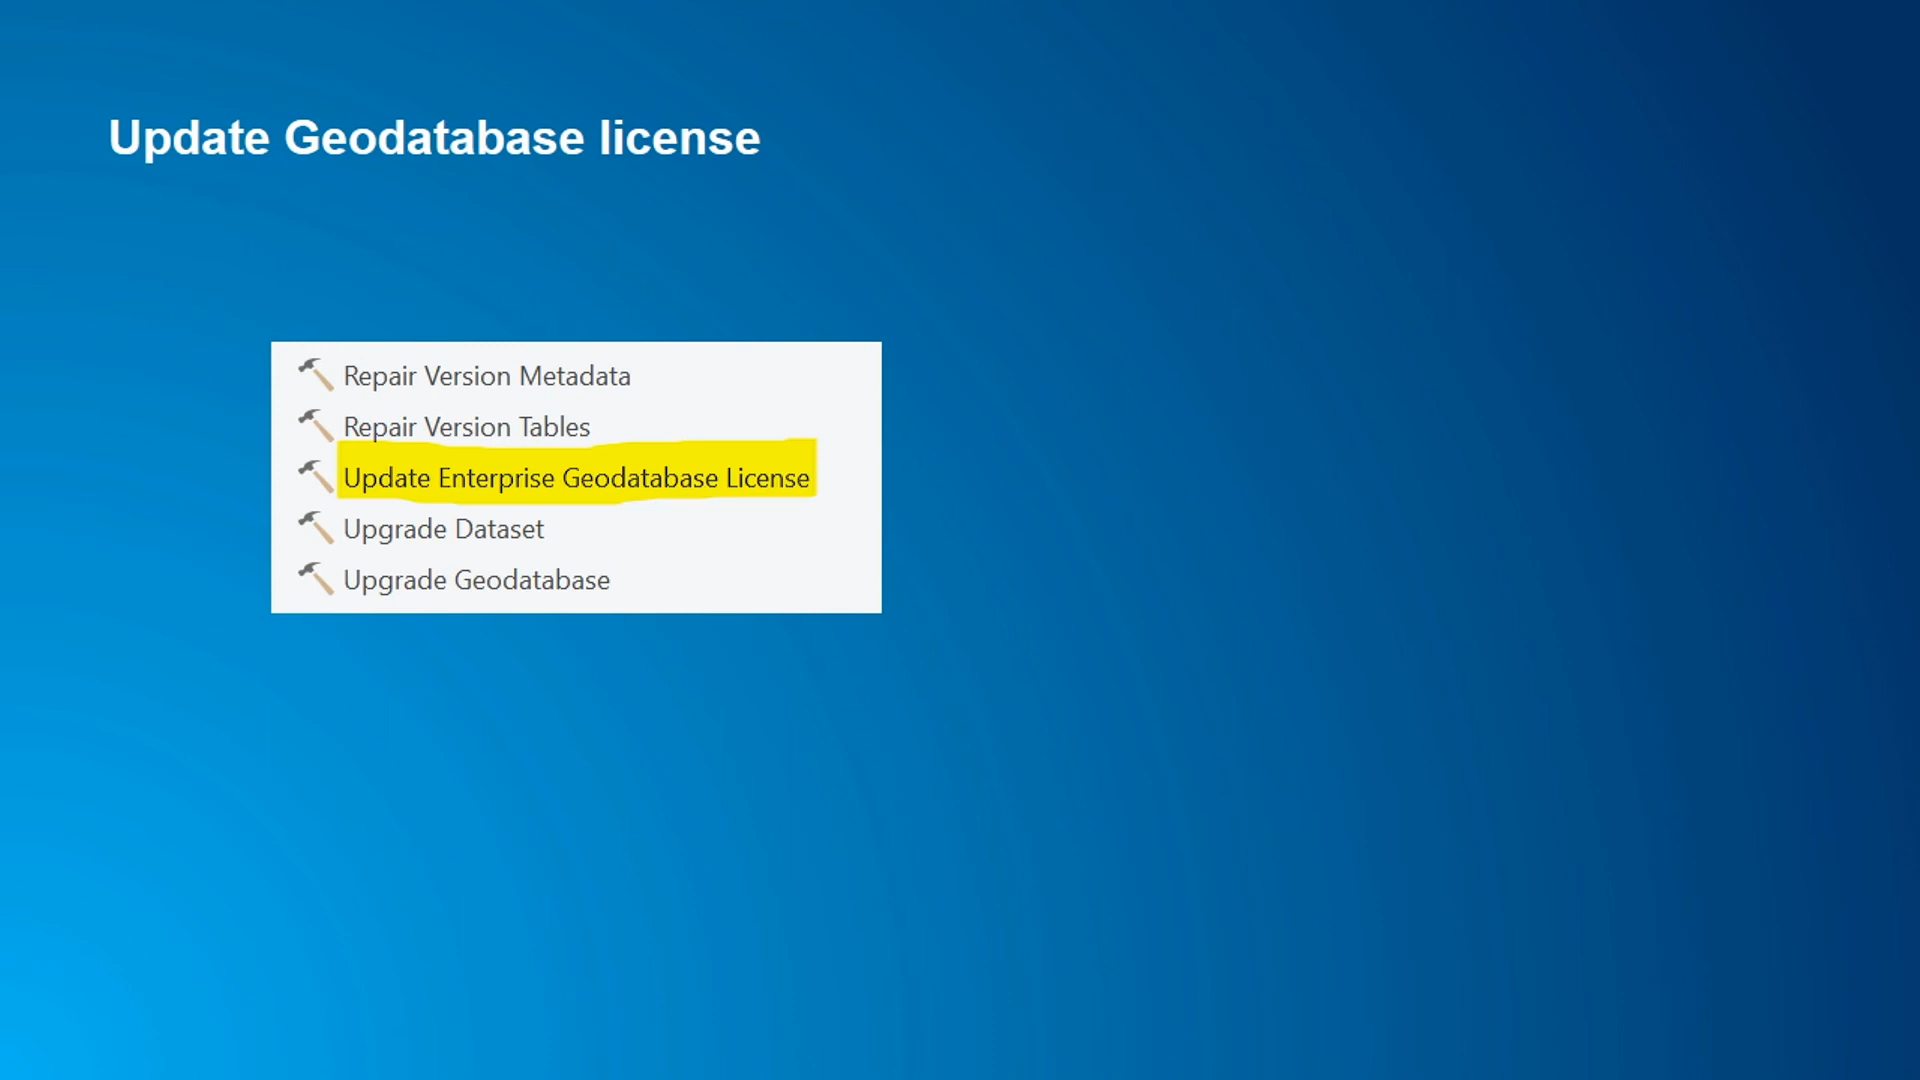 Update Geodatabase license
Repair Version Metadata
Repair Version Tables
Update Enterprise Geodatabase License
Upgrade Dataset
Upgrade Geodatabase